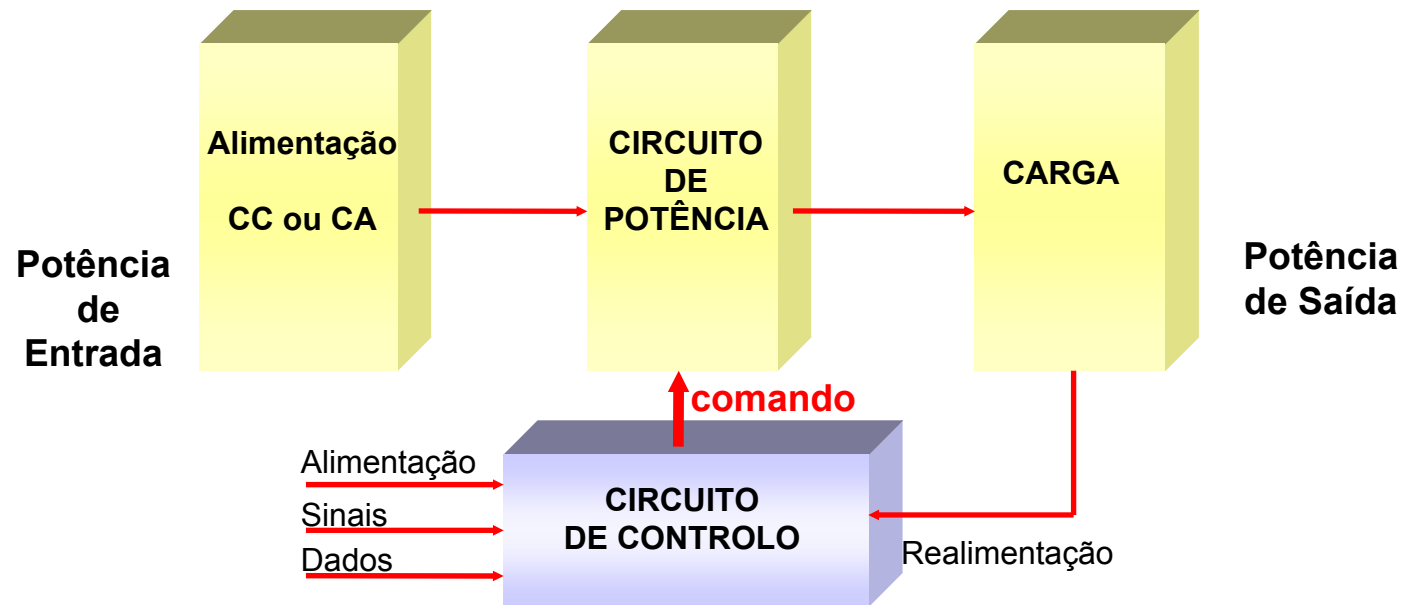 Potência
de
Entrada
Alimentação
CC ou CA
CIRCUITO
DE
POTÊNCIA
CARGA
Potência
de Saída
comando
Alimentação
Sinais
Dados
CIRCUITO
DE CONTROLO
Realimentação